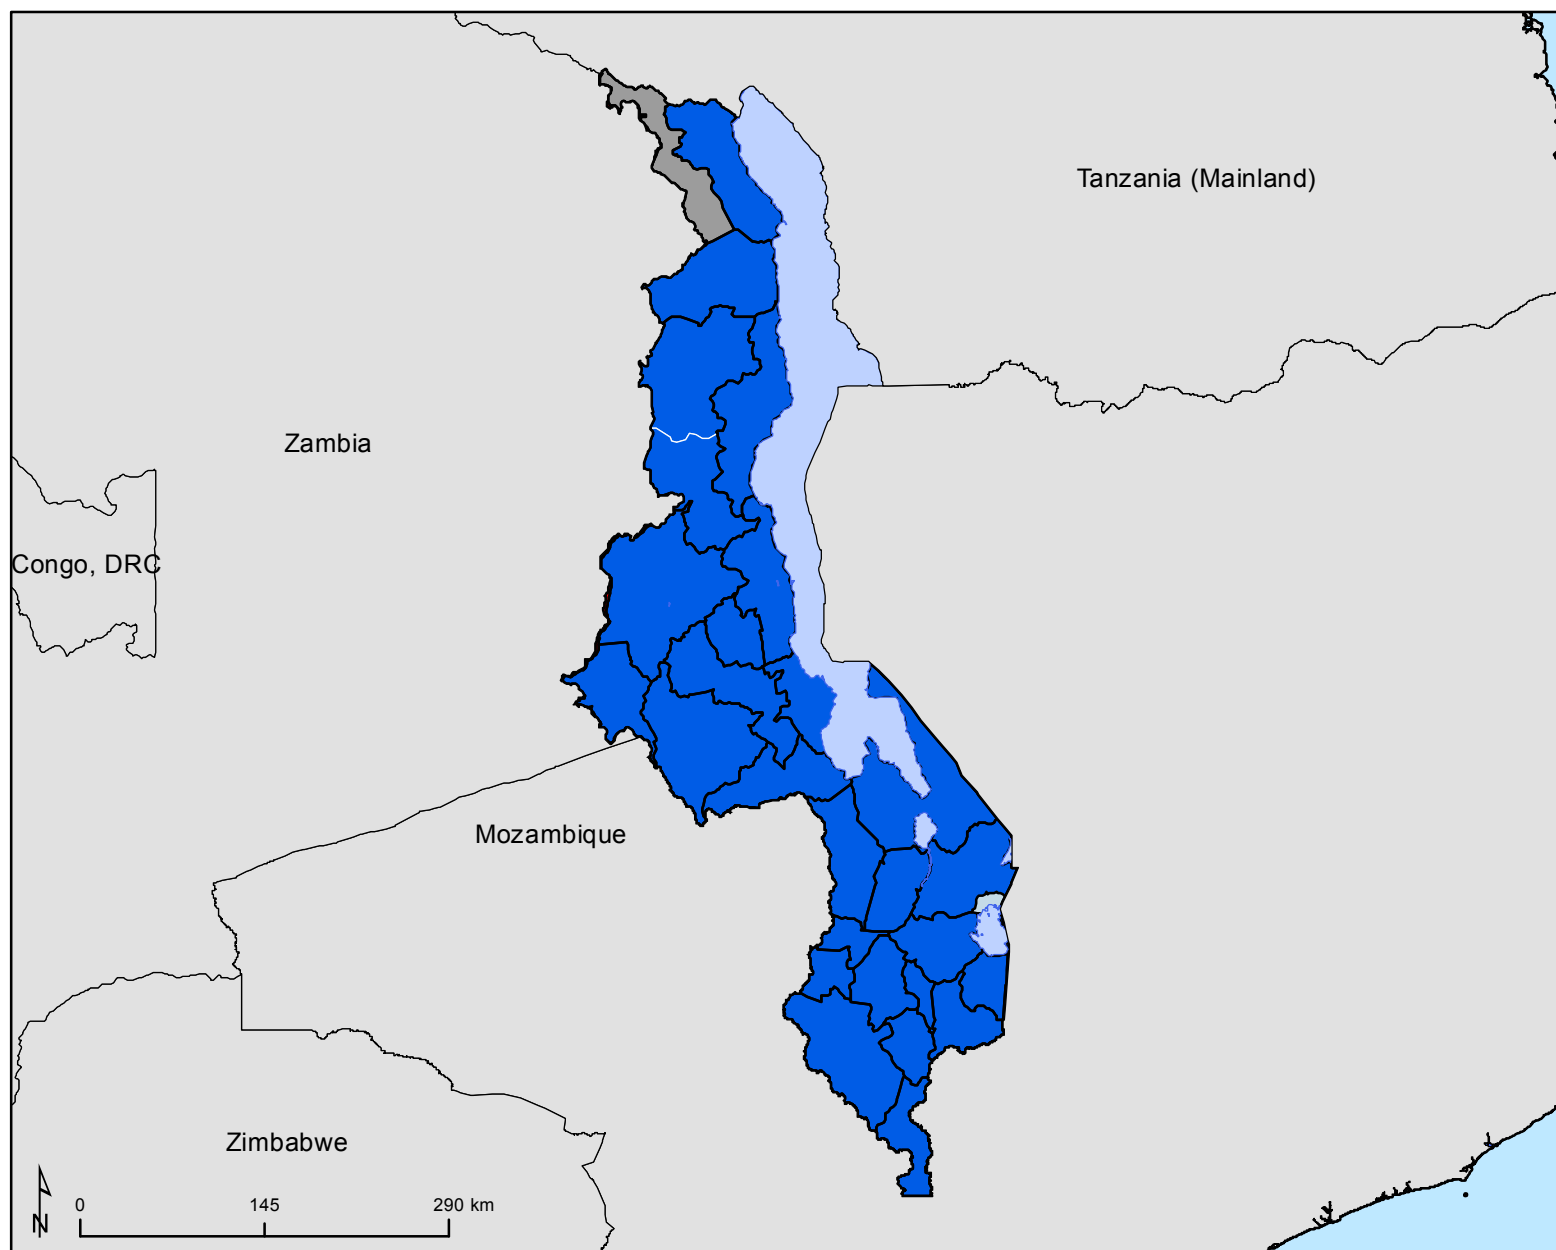 Tanzania (Mainland)
Zambia
Congo, DRC
Mozambique
Zimbabwe
N
0 145 290 km